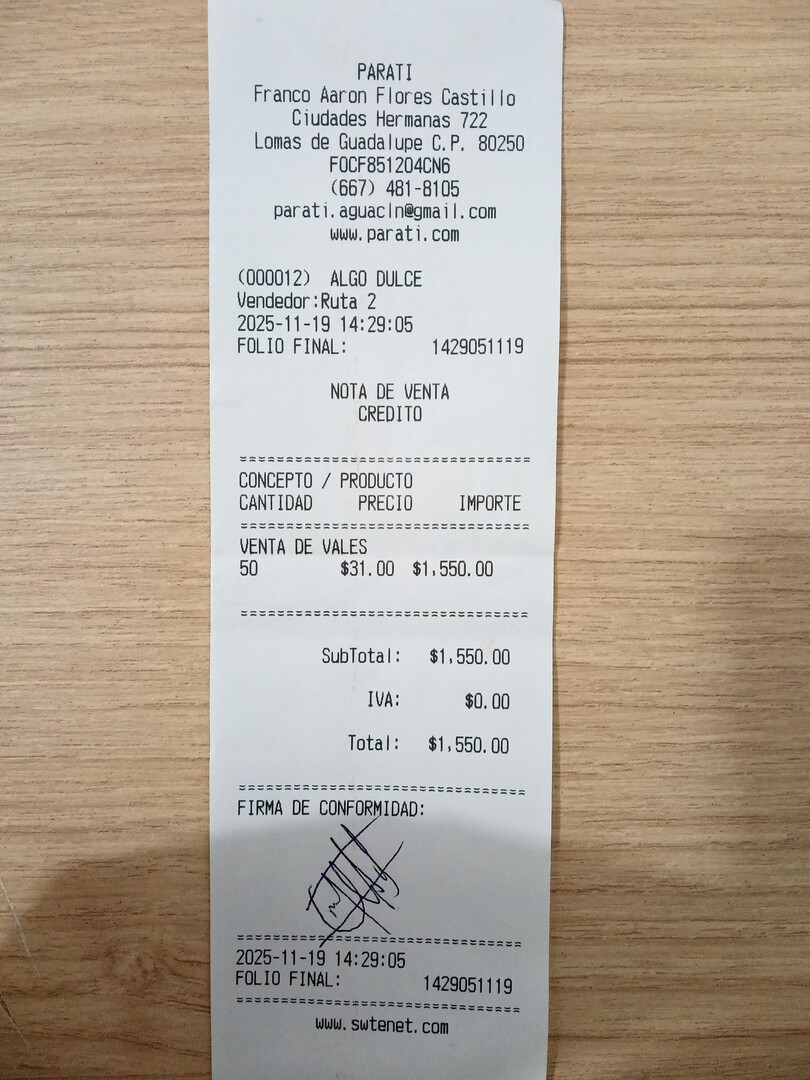 PARATI
Franco Aaron Flores Castillo
Ciudades Hermanas 722
Lomas de Guadalupe C.P. 80250
FOCF851204CN6
(667) 481-8105
parati.aguacln@gmail.com
www.parati.com
(000012) ALGO DULCE
Vendedor:Ruta 2
2025-11-19 14:29:05
FOLIO FINAL: 1429051119
NOTA DE VENTA
CREDITO
================================
CONCEPTO / PRODUCTO
CANTIDAD PRECIO IMPORTE
================================
VENTA DE VALES
50 $31.00 $1,550.00
================================
SubTotal: $1,550.00
IVA: $0.00
Total: $1,550.00
================================
FIRMA DE CONFORMIDAD:
================================
2025-11-19 14:29:05
FOLIO FINAL: 1429051119
================================
www.swtenet.com